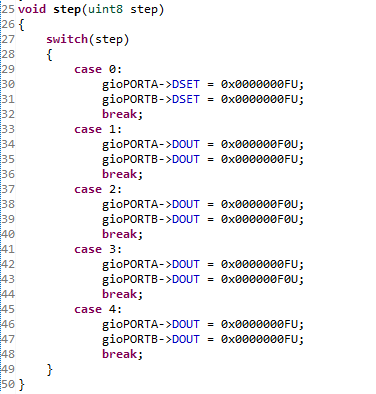 25 void step(uint8 step)
26 {
27     switch(step)
28     {
29         case 0:
30             gioPORTA->DSET = 0x0000000FU;
31             gioPORTB->DSET = 0x0000000FU;
32             break;
33         case 1:
34             gioPORTA->DOUT = 0x000000F0U;
35             gioPORTB->DOUT = 0x0000000FU;
36             break;
37         case 2:
38             gioPORTA->DOUT = 0x000000F0U;
39             gioPORTB->DOUT = 0x000000F0U;
40             break;
41         case 3:
42             gioPORTA->DOUT = 0x0000000FU;
43             gioPORTB->DOUT = 0x000000F0U;
44             break;
45         case 4:
46             gioPORTA->DOUT = 0x0000000FU;
47             gioPORTB->DOUT = 0x0000000FU;
48             break;
49     }
50 }